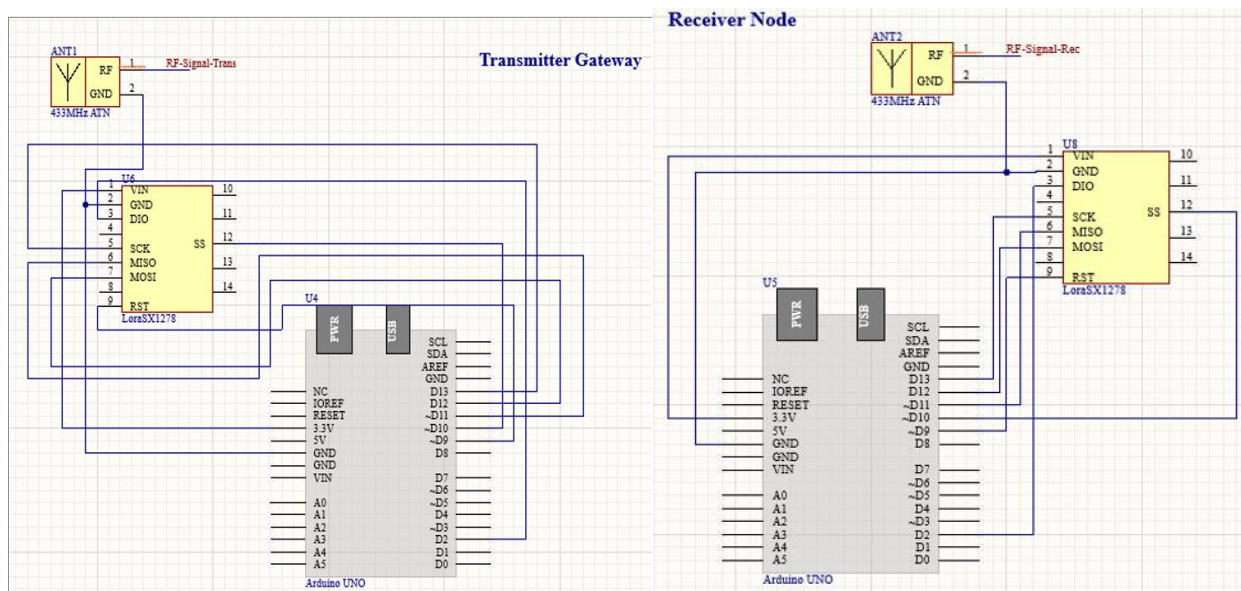 Transmitter Gateway
ANT1
RF
1
RF-Signal-Trans
GND
2
433MHz ATN
U6
1
VIN
10
2
GND
3
DIO
11
4
SS
12
5
SCK
6
MISO
13
7
MOSI
8
14
9
RST
LoraSX1278
U4
PWR
USB
SCL
SDA
AREF
GND
NC
D13
IOREF
D12
RESET
~D11
3.3V
~D10
5V
~D9
GND
D8
GND
VIN
D7
~D6
A0
~D5
A1
D4
A2
~D3
A3
D2
A4
D1
A5
D0
Arduino UNO
Receiver Node
ANT2
RF
1
RF-Signal-Rec
GND
2
433MHz ATN
U8
1
VIN
10
2
GND
3
DIO
11
4
SS
12
5
SCK
6
MISO
13
7
MOSI
8
14
9
RST
LoraSX1278
U5
PWR
USB
SCL
SDA
AREF
GND
NC
D13
IOREF
D12
RESET
~D11
3.3V
~D10
5V
~D9
GND
D8
GND
VIN
D7
~D6
A0
~D5
A1
D4
A2
~D3
A3
D2
A4
D1
A5
D0
Arduino UNO